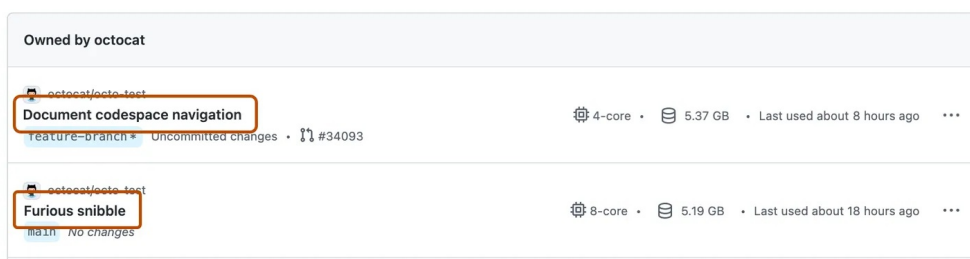 Owned by octocat
octocat/octo-test
Document codespace navigation
4-core • 5.37 GB • Last used about 8 hours ago
feature-branch* Uncommitted changes • #34093
octocat/octo-test
Furious snibble
8-core • 5.19 GB • Last used about 18 hours ago
main No changes